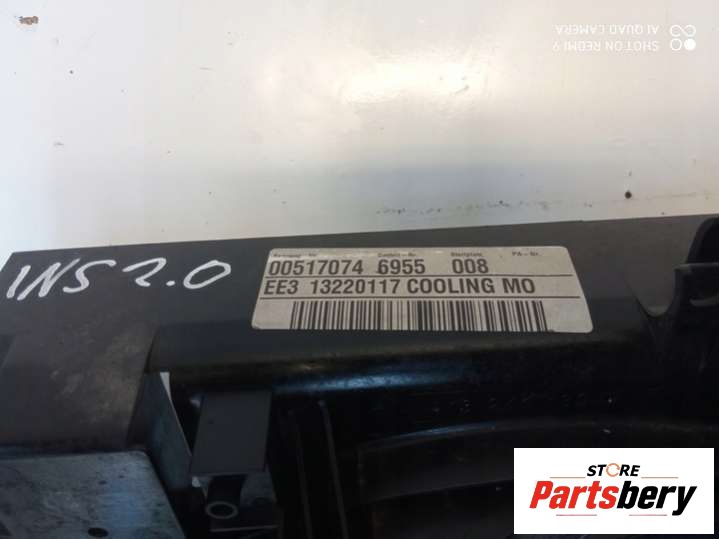 SHOT ON REDMI 9
AI QUAD CAMERA
INS 2.0
00517074 6955 008
EE3 13220117 COOLING MO
STORE
Partsbery